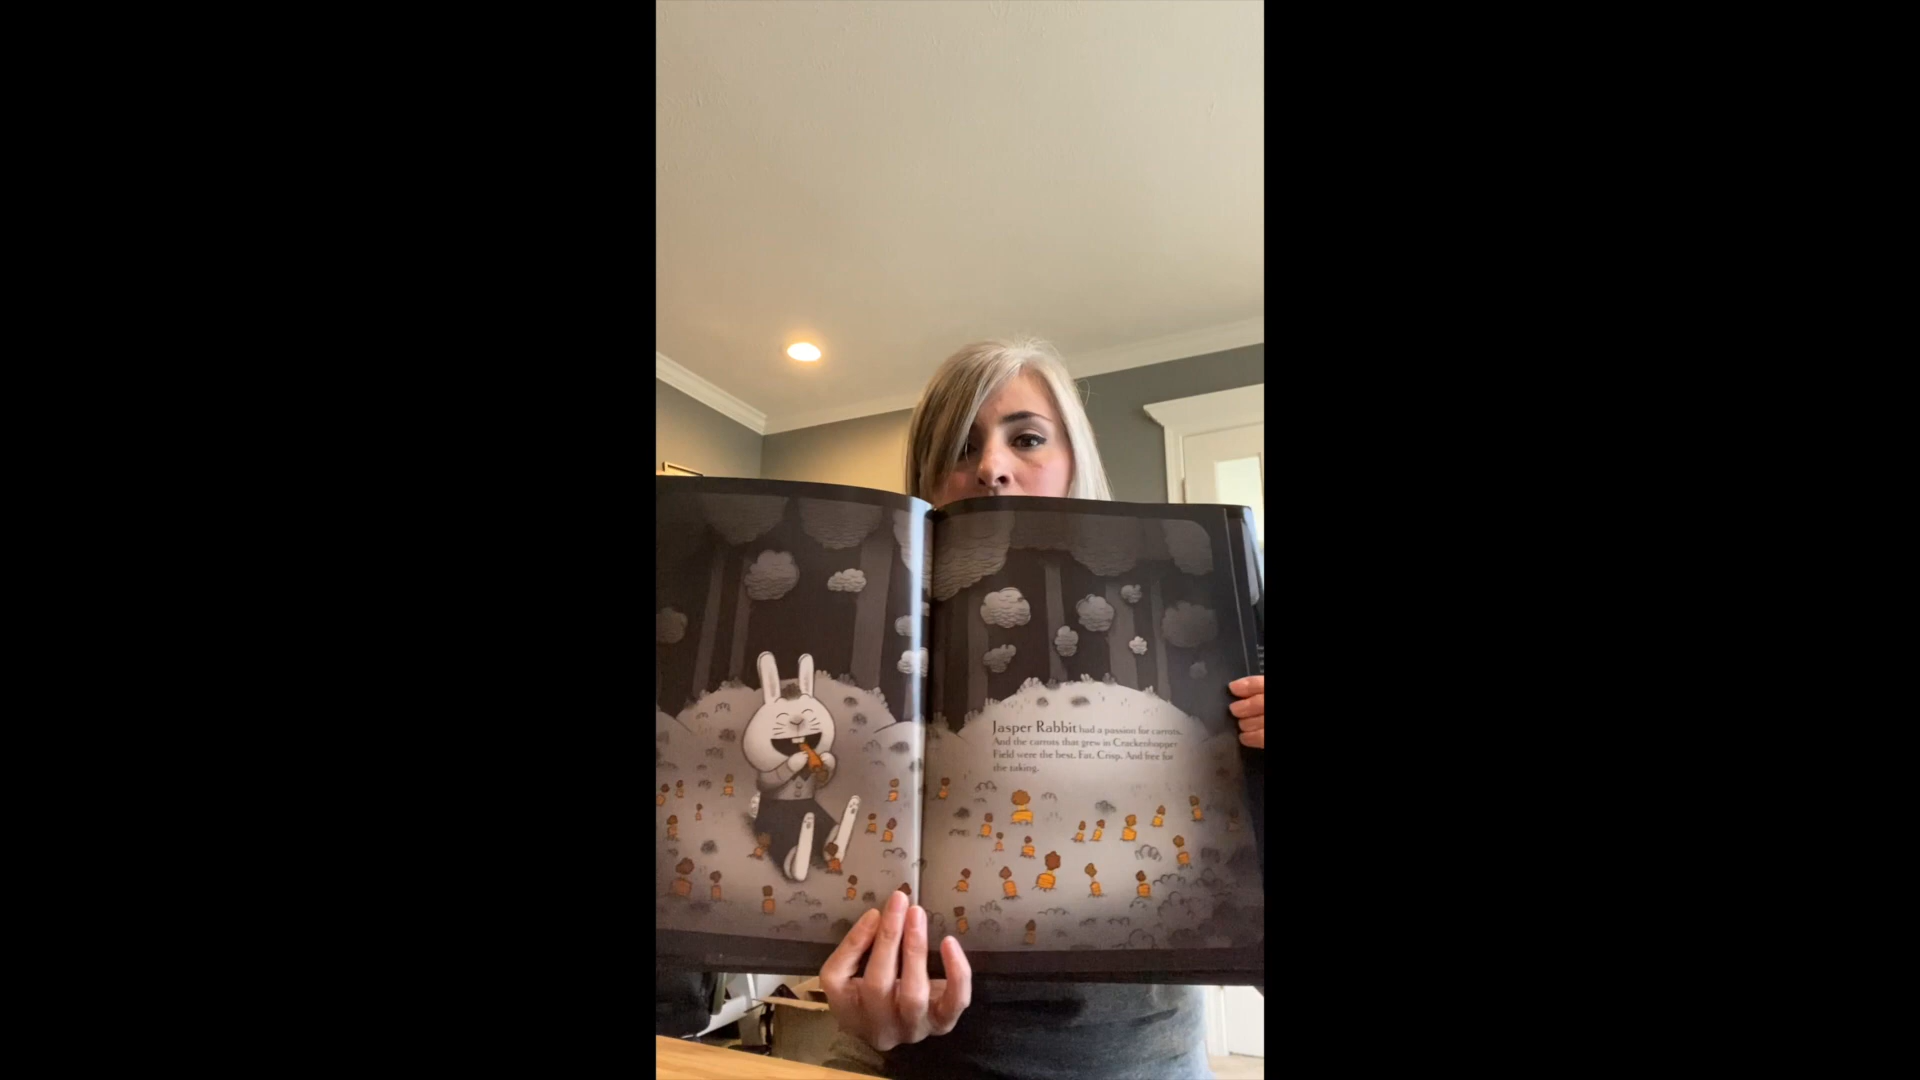 Jasper Rabbit had a passion for carrots.
And the carrots that grew in Crackenhopper
Field were the best. Fat. Crisp. And free for
the taking.